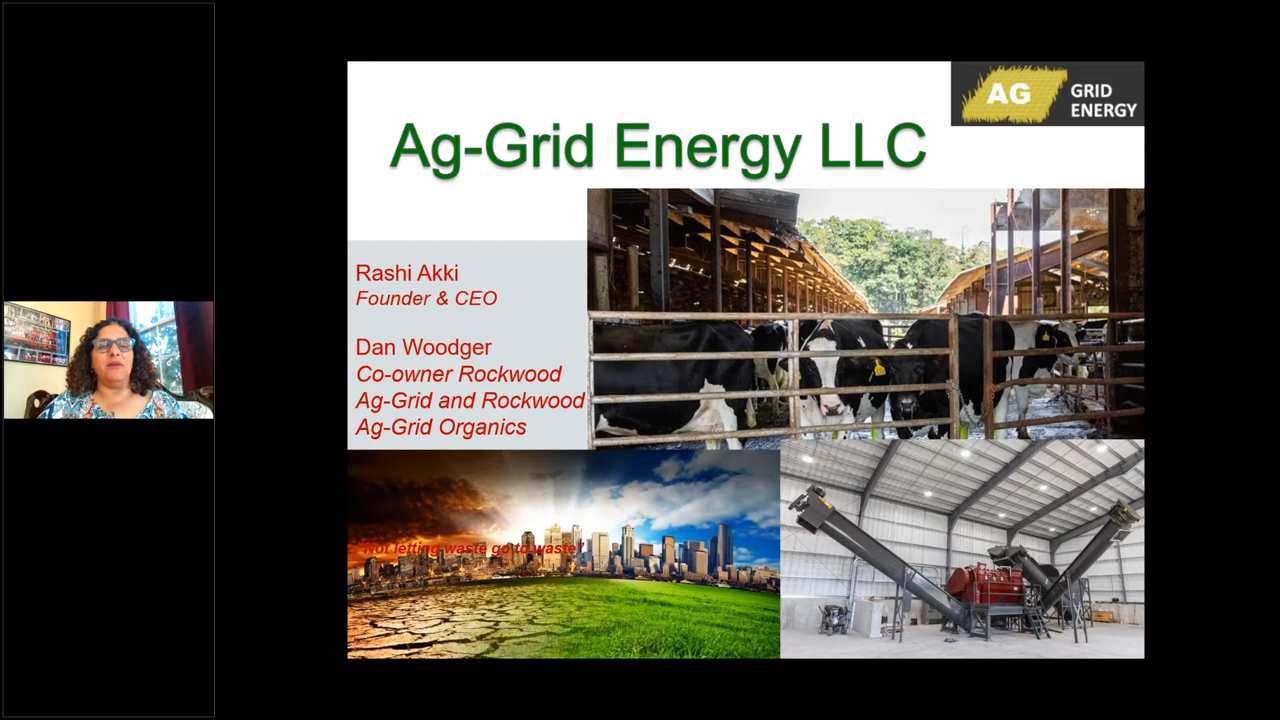 AG
GRID
ENERGY
Ag-Grid Energy LLC
Rashi Akki
Founder & CEO
Dan Woodger
Co-owner Rockwood
Ag-Grid and Rockwood
Ag-Grid Organics
"Not letting waste go to waste"